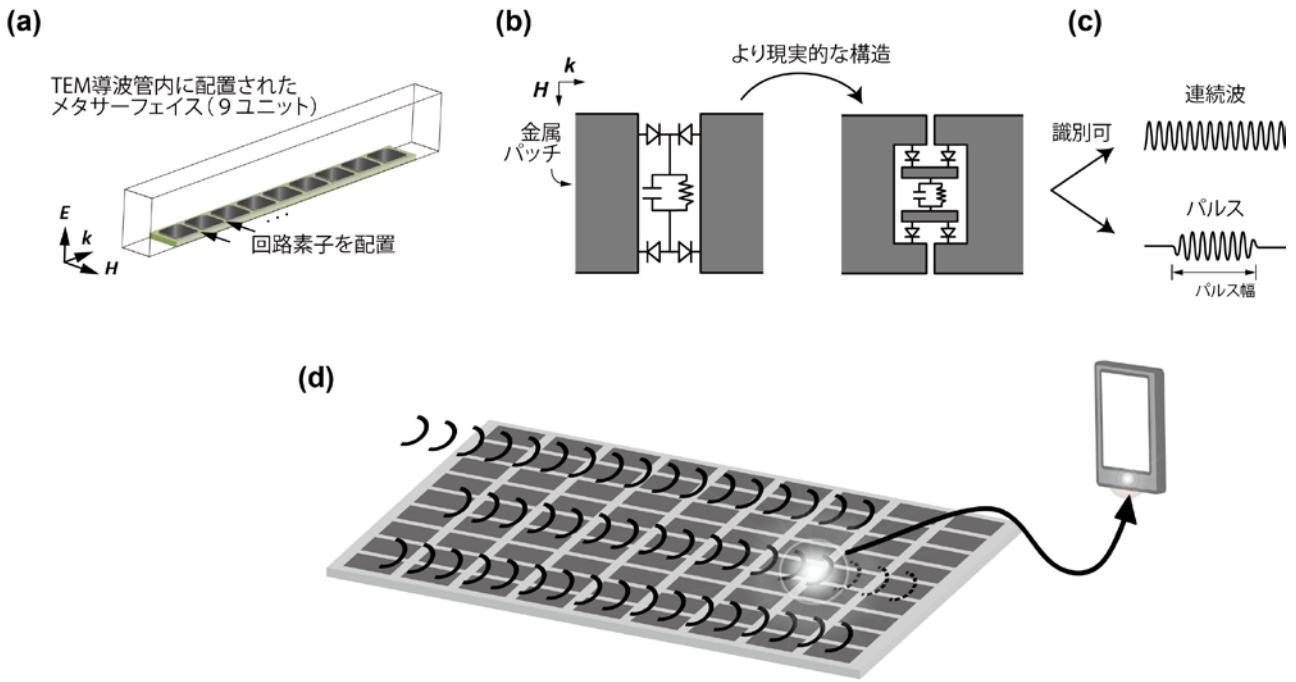 (a)
TEM導波管内に配置された
メタサーフェイス(9ユニット)
E
k
H
回路素子を配置
(b)
k
H
金属
パッチ
より現実的な構造
(c)
識別可
連続波
パルス
パルス幅
(d)